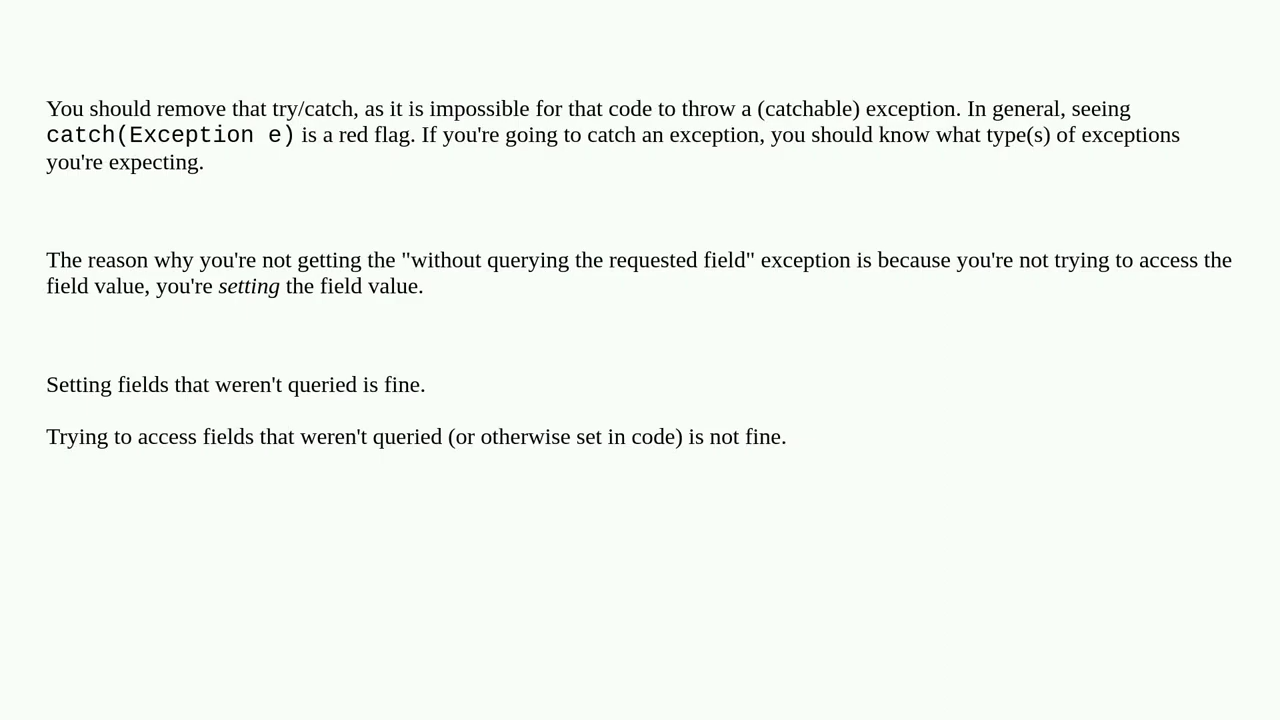 You should remove that try/catch, as it is impossible for that code to throw a (catchable) exception. In general, seeing
catch(Exception e) is a red flag. If you're going to catch an exception, you should know what type(s) of exceptions
you're expecting.
The reason why you're not getting the "without querying the requested field" exception is because you're not trying to access the
field value, you're setting the field value.
Setting fields that weren't queried is fine.
Trying to access fields that weren't queried (or otherwise set in code) is not fine.